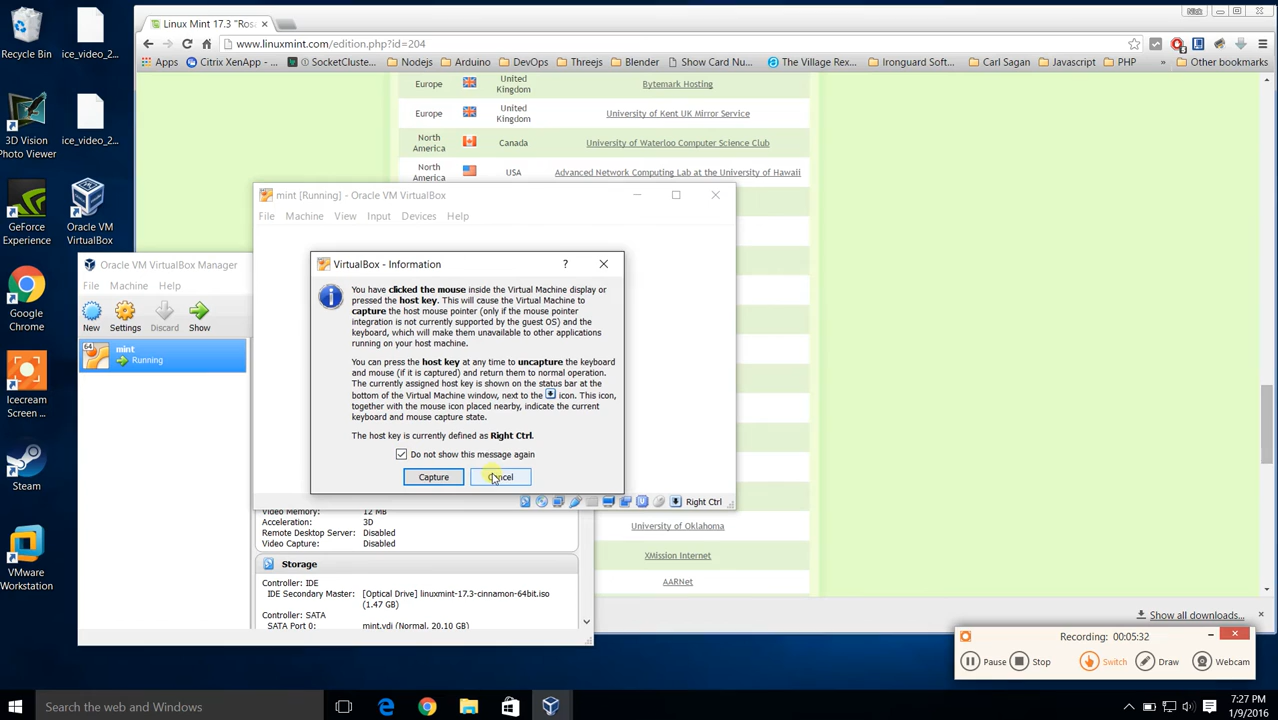 Recycle Bin
ice_video_2...
3D Vision
Photo Viewer
ice_video_2...
GeForce
Experience
Oracle VM
VirtualBox
Google
Chrome
Icecream
Screen ...
Steam
VMware
Workstation
Linux Mint 17.3 "Rosa
Nick
www.linuxmint.com/edition.php?id=204
Apps
Citrix XenApp - ...
SocketCluste...
Nodejs
Arduino
DevOps
Threejs
Blender
Show Card Nu...
The Village Rex...
Ironguard Softw...
Carl Sagan
Javascript
PHP
»
Other bookmarks
Europe
United
Kingdom
Bytemark Hosting
Europe
United
Kingdom
University of Kent UK Mirror Service
North
America
Canada
University of Waterloo Computer Science Club
North
America
USA
Advanced Network Computing Lab at the University of Hawaii
University of Oklahoma
XMission Internet
AARNet
mint [Running] - Oracle VM VirtualBox
File Machine View Input Devices Help
Right Ctrl
VirtualBox - Information
?
You have clicked the mouse inside the Virtual Machine display or
pressed the host key. This will cause the Virtual Machine to
capture the host mouse pointer (only if the mouse pointer
integration is not currently supported by the guest OS) and the
keyboard, which will make them unavailable to other applications
running on your host machine.
You can press the host key at any time to uncapture the keyboard
and mouse (if it is captured) and return them to normal operation.
The currently assigned host key is shown on the status bar at the
bottom of the Virtual Machine window, next to the icon. This icon,
together with the mouse icon placed nearby, indicate the current
keyboard and mouse capture state.
The host key is currently defined as Right Ctrl.
Do not show this message again
Capture
Cancel
Oracle VM VirtualBox Manager
File Machine Help
New
Settings
Discard
Show
64
mint
Running
Video Memory: 12 MB
Acceleration: 3D
Remote Desktop Server: Disabled
Video Capture: Disabled
Storage
Controller: IDE
IDE Secondary Master: [Optical Drive] linuxmint-17.3-cinnamon-64bit.iso
(1.47 GB)
Controller: SATA
SATA Port 0: mint.vdi (Normal, 20.10 GB)
Show all downloads...
Recording: 00:05:32
Pause
Stop
Switch
Draw
Webcam
Search the web and Windows
7:27 PM
1/9/2016